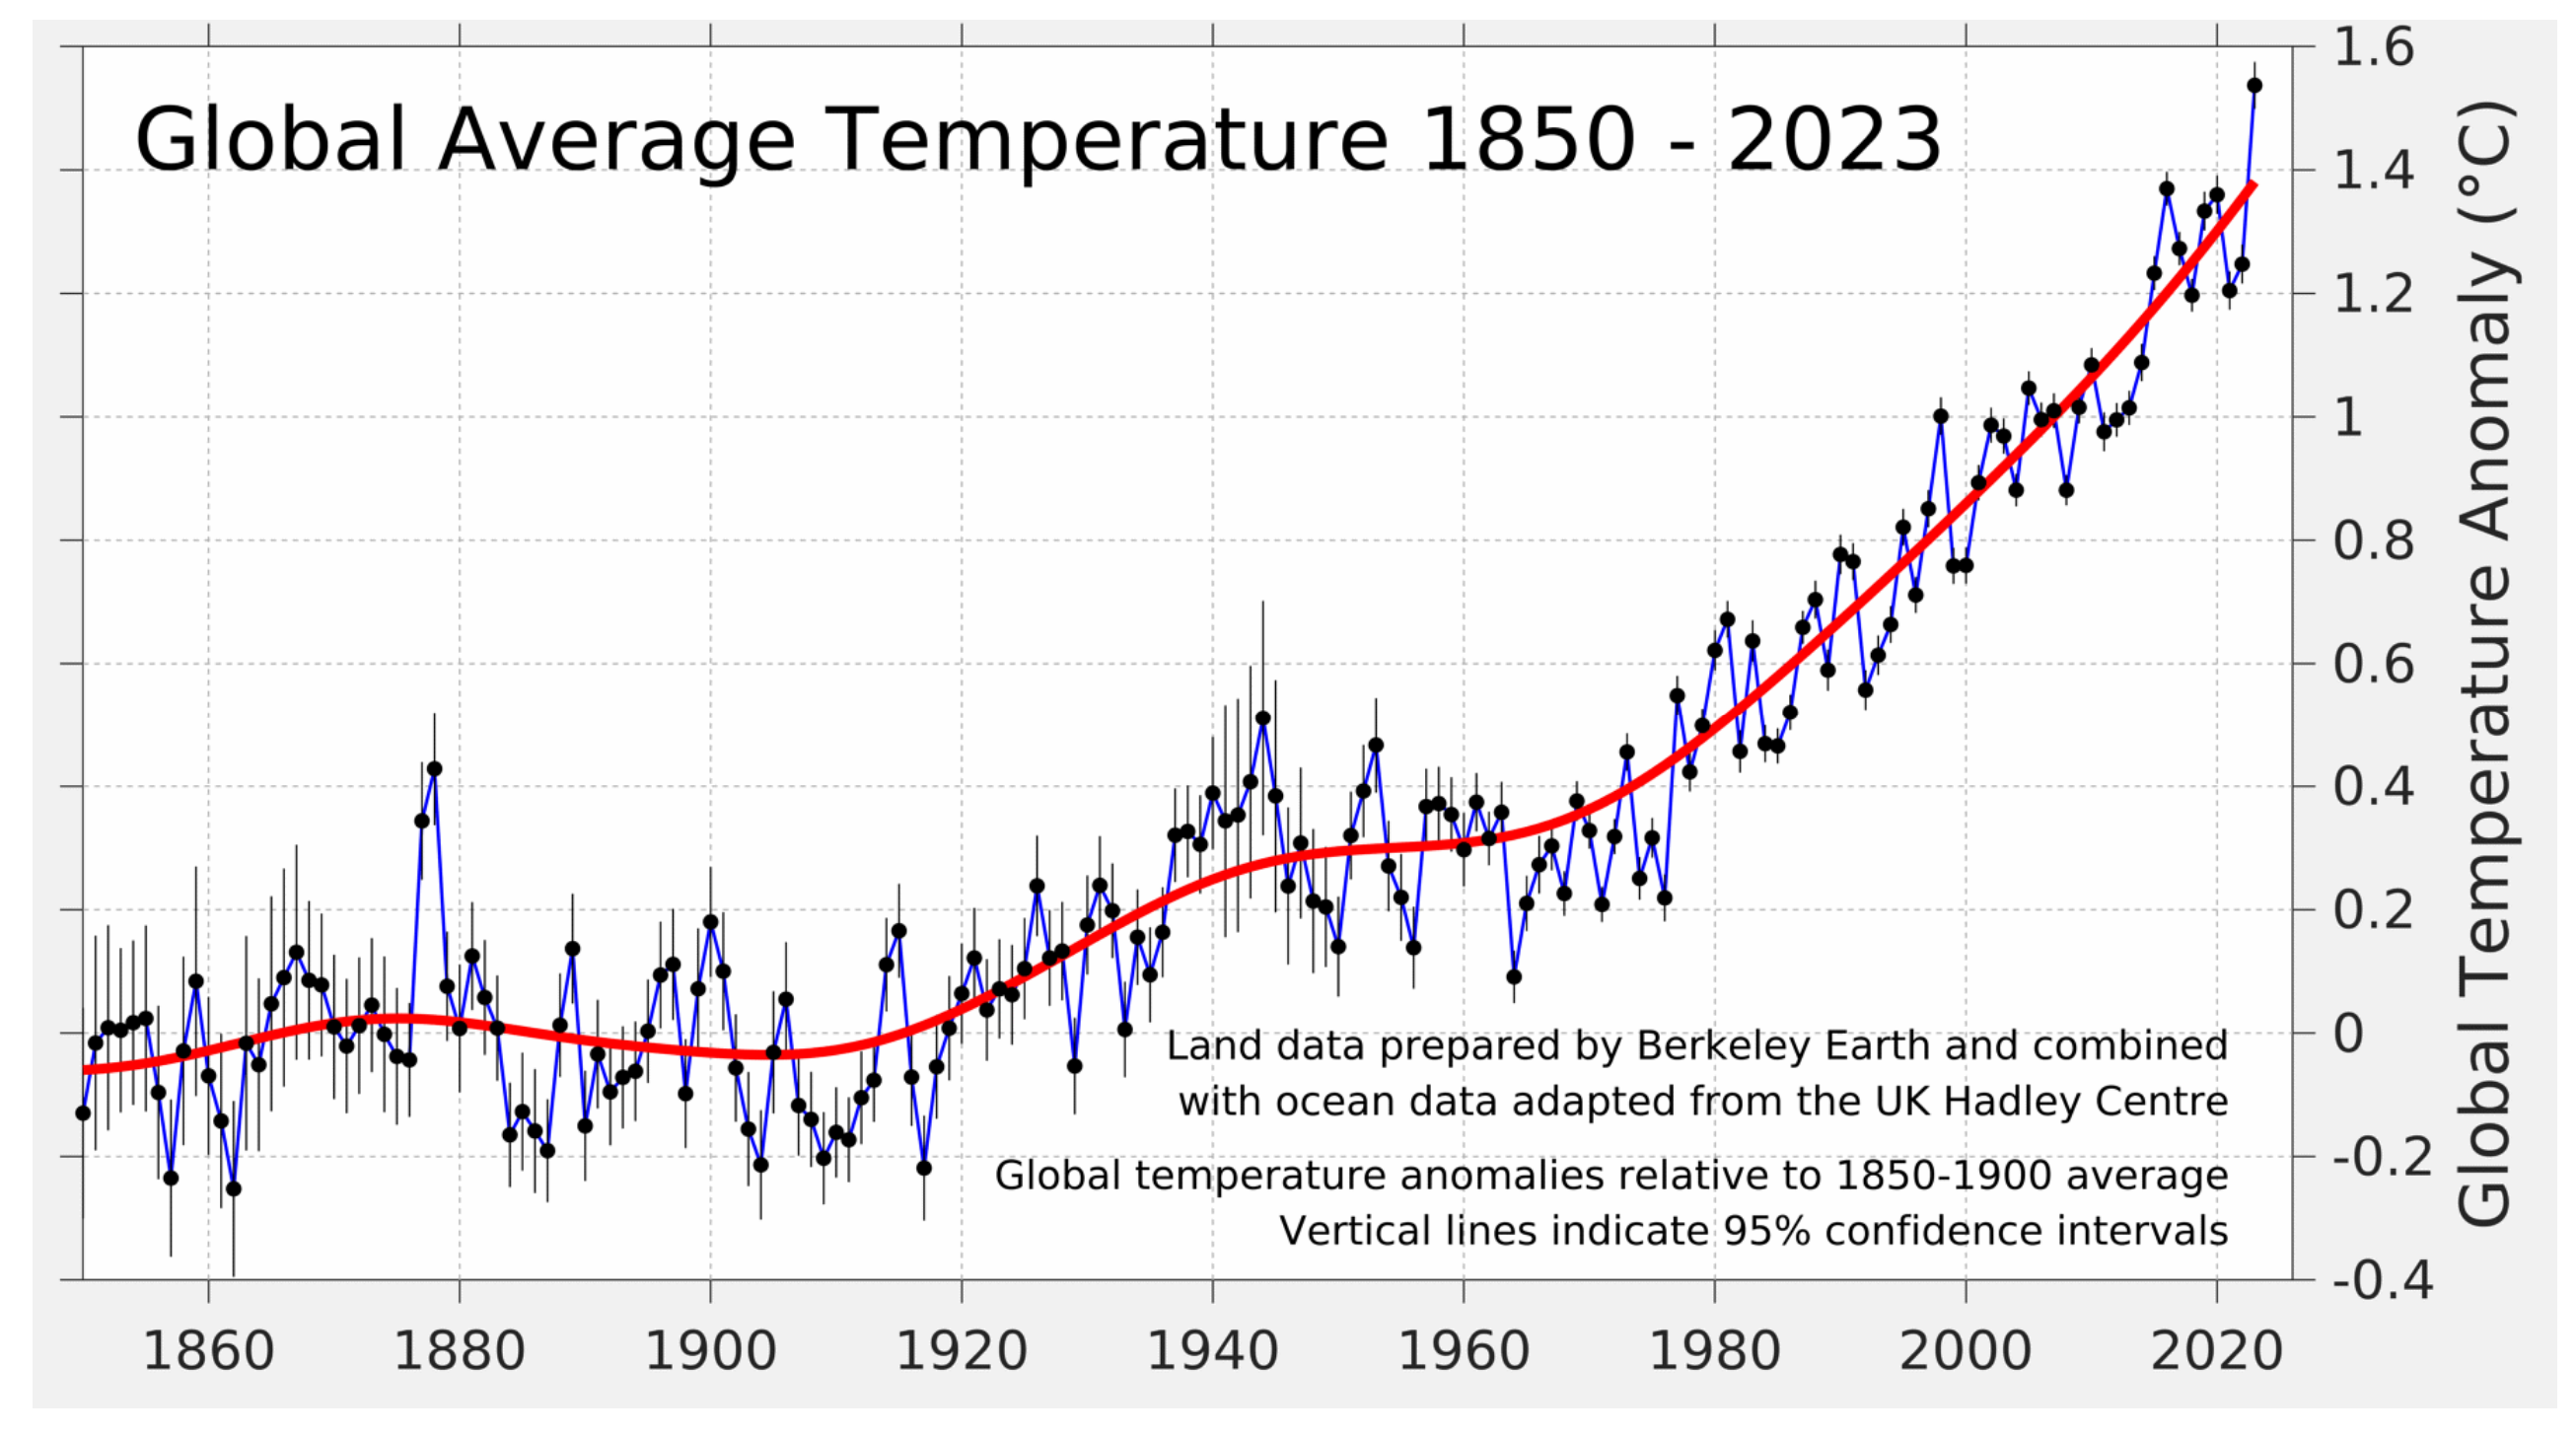 Global Average Temperature 1850 - 2023
1.6
1.4
1.2
1
0.8
0.6
0.4
0.2
0
-0.2
-0.4
Global Temperature Anomaly (°C)
Land data prepared by Berkeley Earth and combined
with ocean data adapted from the UK Hadley Centre
Global temperature anomalies relative to 1850-1900 average
Vertical lines indicate 95% confidence intervals
1860 1880 1900 1920 1940 1960 1980 2000 2020